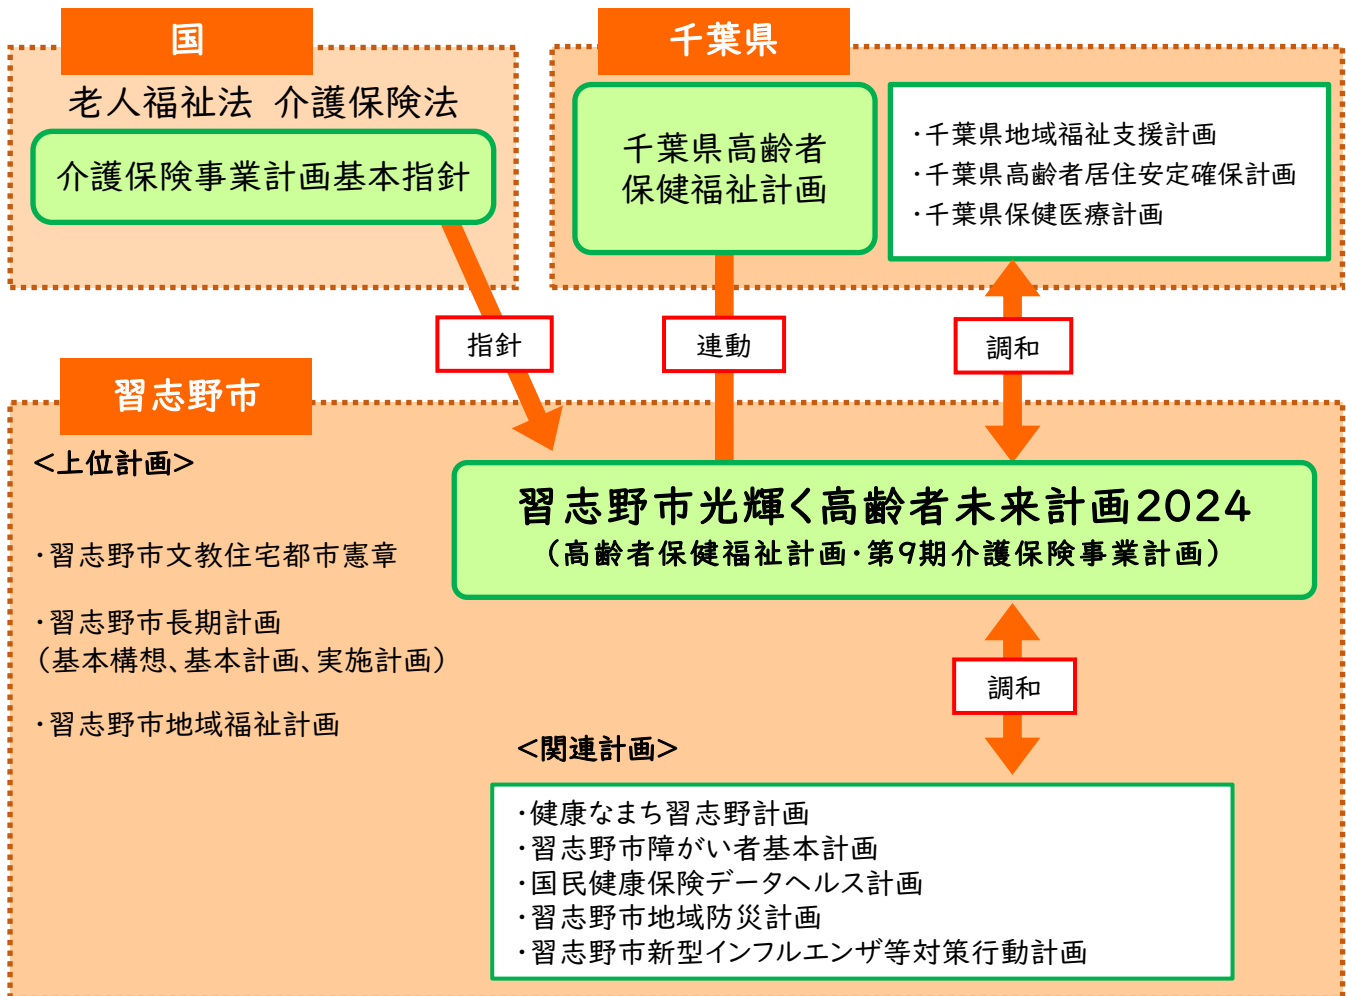 国
老人福祉法 介護保険法
介護保険事業計画基本指針
千葉県
千葉県高齢者
保健福祉計画
・千葉県地域福祉支援計画
・千葉県高齢者居住安定確保計画
・千葉県保健医療計画
指針
連動
調和
習志野市
<上位計画>
・習志野市文教住宅都市憲章
・習志野市長期計画
（基本構想、基本計画、実施計画）
・習志野市地域福祉計画
習志野市光輝く高齢者未来計画2024
（高齢者保健福祉計画・第9期介護保険事業計画）
調和
<関連計画>
・健康なまち習志野計画
・習志野市障がい者基本計画
・国民健康保険データヘルス計画
・習志野市地域防災計画
・習志野市新型インフルエンザ等対策行動計画